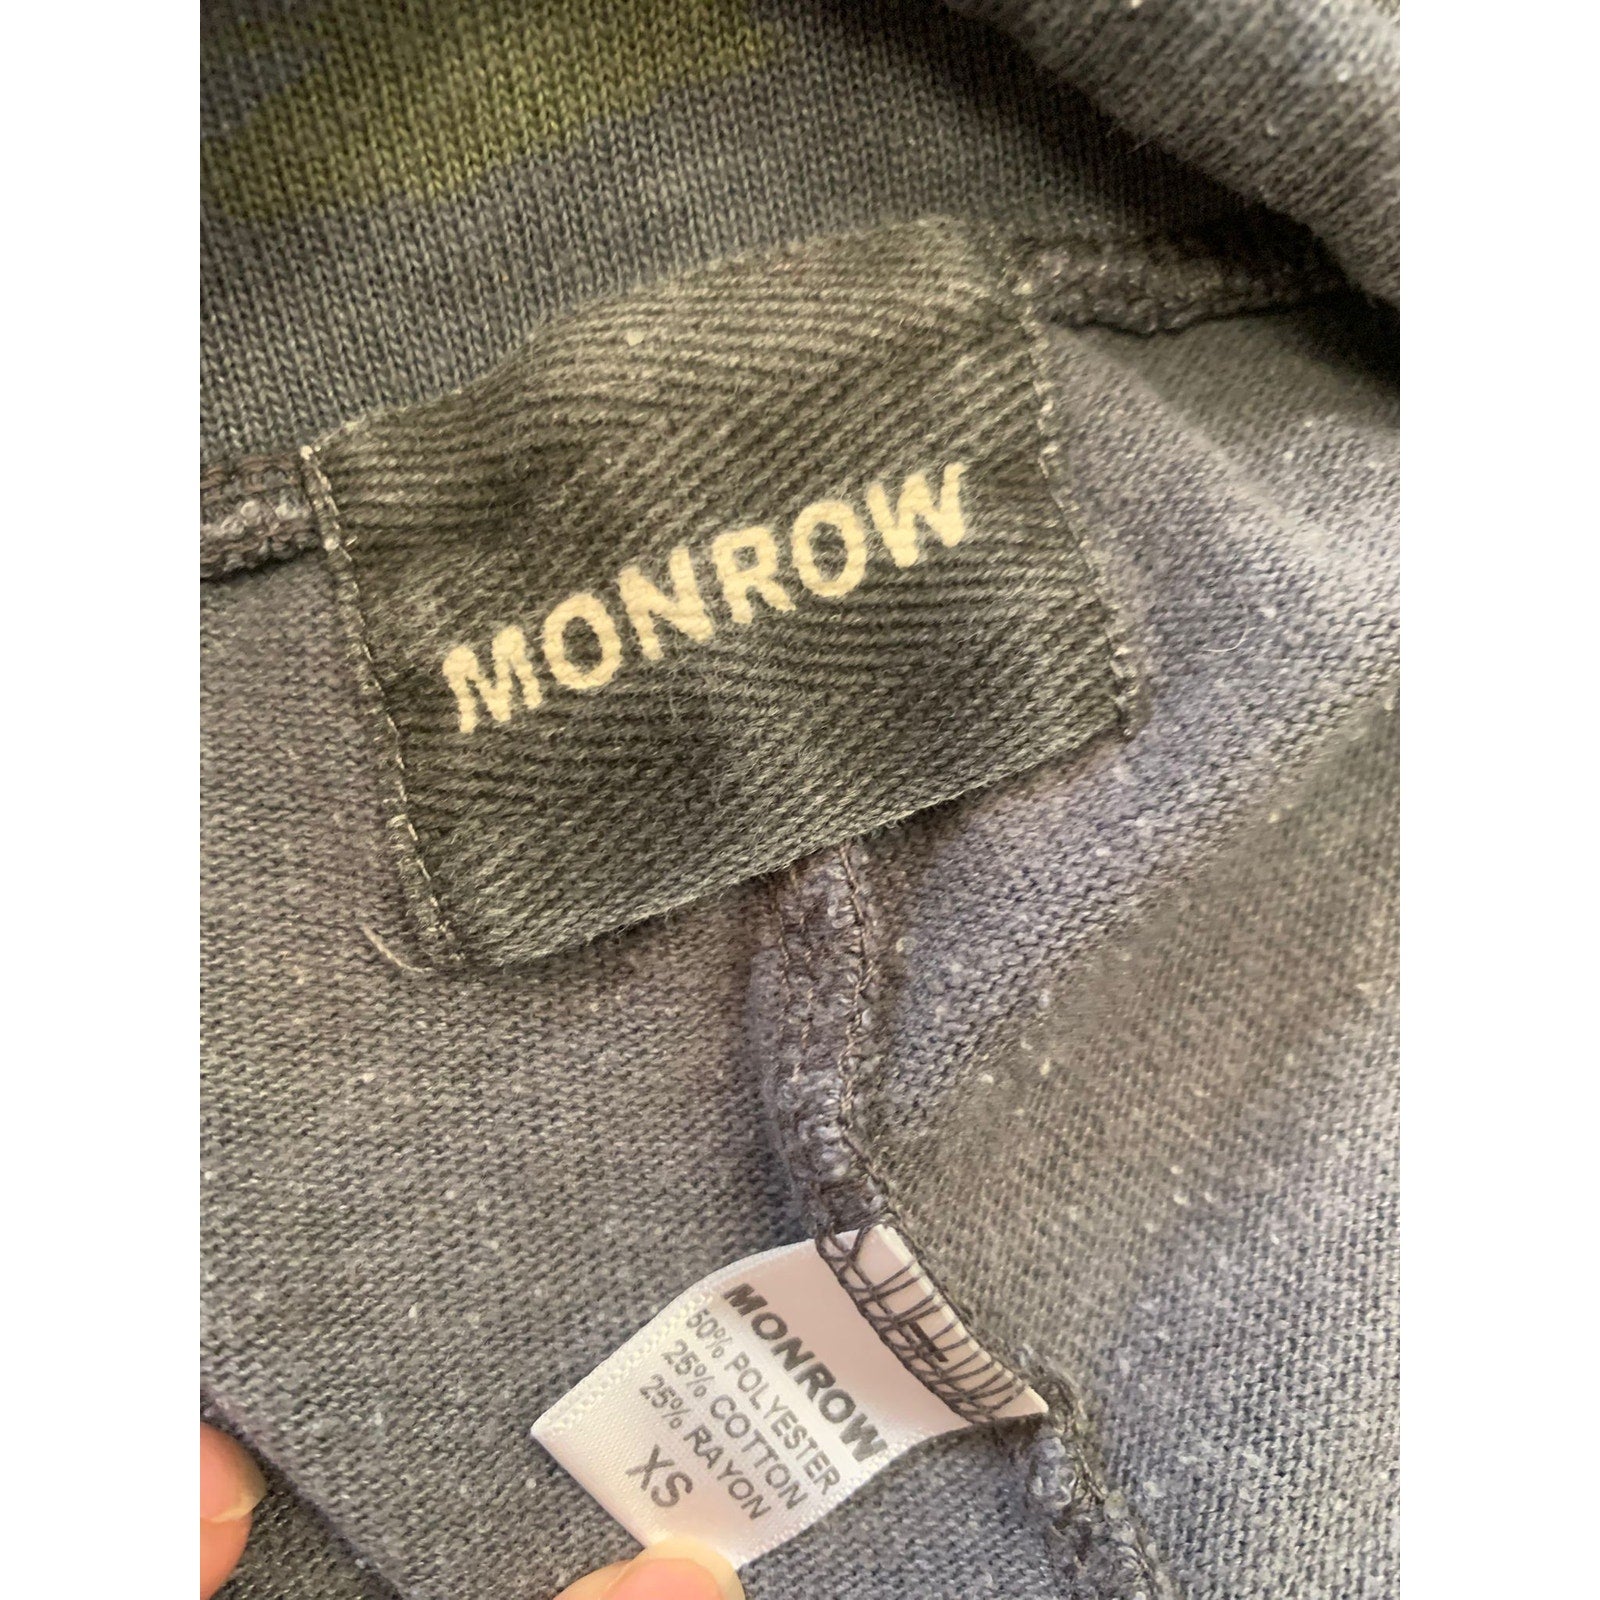 MONROW
MONROW
50% POLYESTER
25% COTTON
25% RAYON
XS